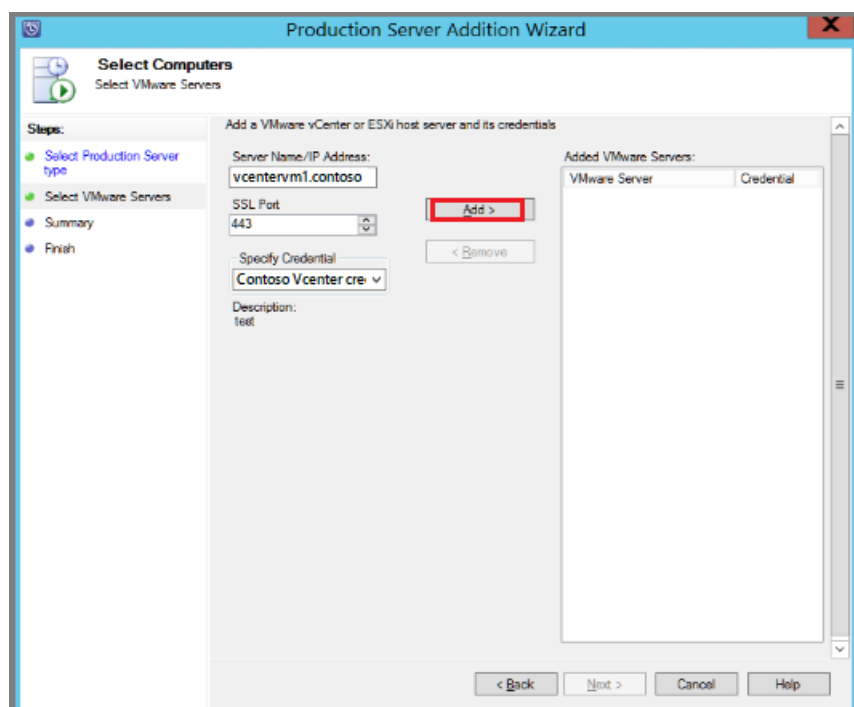 Production Server Addition Wizard
X
Select Computers
Select VMware Servers
Steps:
Select Production Server
type
Select VMware Servers
Summary
Finish
Add a VMware vCenter or ESXi host server and its credentials
Server Name/IP Address:
vcentervm1.contoso
SSL Port
443
Specify Credential
Contoso Vcenter cre
Description:
test
Add >
< Remove
Added VMware Servers:
VMware Server Credential
< Back Next > Cancel Help